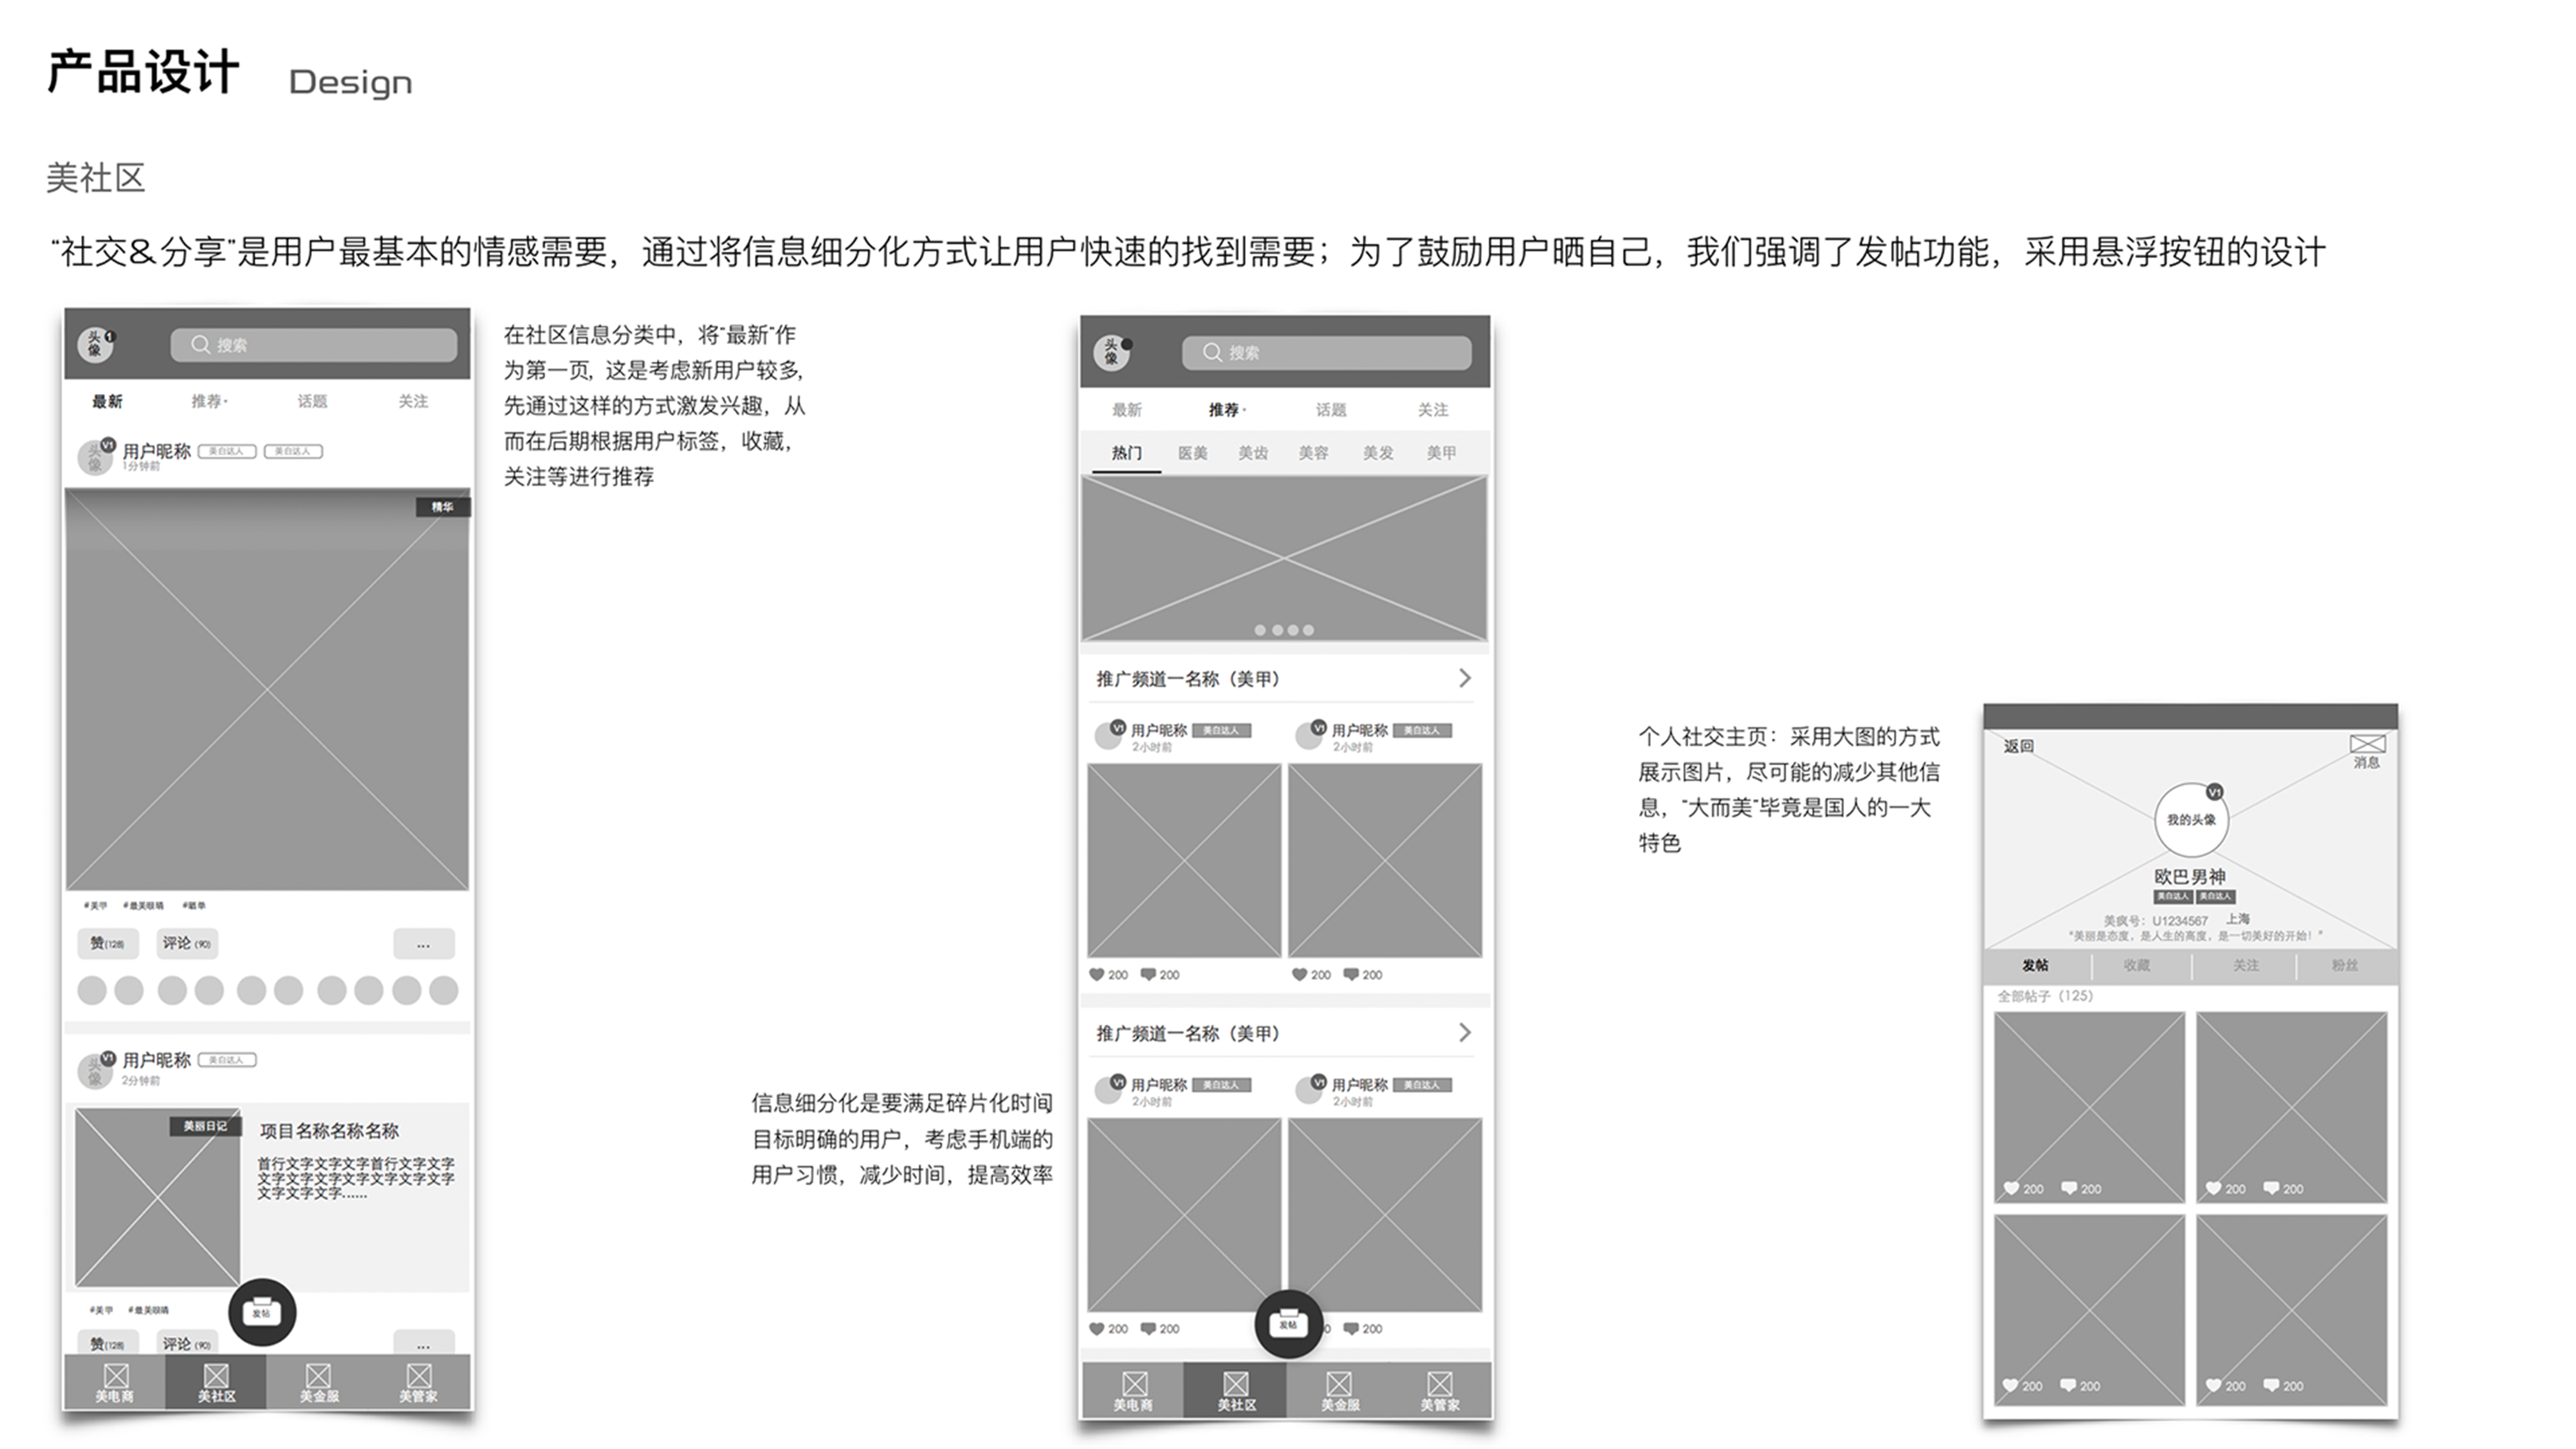 产品设计 Design
美社区
“社交&分享”是用户最基本的情感需要，通过将信息细分化方式让用户快速的找到需要；为了鼓励用户晒自己，我们强调了发帖功能，采用悬浮按钮的设计
头像 1 搜索
最新 推荐· 话题 关注
头像 V1 用户昵称 美白达人 美白达人
1分钟前
精华
#美甲 #最美眼睛 #晒单
赞(128) 评论 (90) ...
头像 V1 用户昵称 美白达人
2分钟前
美丽日记
项目名称名称名称
首行文字文字文字首行文字文字
文字文字文字文字文字文字文字
文字文字文字......
#美甲 #最美眼睛
发帖
赞(128) 评论 (90) ...
美电商 美社区 美金服 美管家
在社区信息分类中，将“最新”作
为第一页, 这是考虑新用户较多,
先通过这样的方式激发兴趣，从
而在后期根据用户标签，收藏，
关注等进行推荐
信息细分化是要满足碎片化时间
目标明确的用户，考虑手机端的
用户习惯，减少时间，提高效率
头像 搜索
最新 推荐· 话题 关注
热门 医美 美齿 美容 美发 美甲
推广频道一名称（美甲）
V1 用户昵称 美白达人 V1 用户昵称 美白达人
2小时前 2小时前
200 200 200 200
推广频道一名称（美甲）
V1 用户昵称 美白达人 V1 用户昵称 美白达人
2小时前 2小时前
200 200 发帖 0 200
美电商 美社区 美金服 美管家
个人社交主页：采用大图的方式
展示图片，尽可能的减少其他信
息，“大而美”毕竟是国人的一大
特色
返回 消息
V1
我的头像
欧巴男神
美白达人 美白达人
美疯号：U1234567 上海
“美丽是态度，是人生的高度，是一切美好的开始！”
发帖 收藏 关注 粉丝
全部帖子（125）
200 200 200 200
200 200 200 200